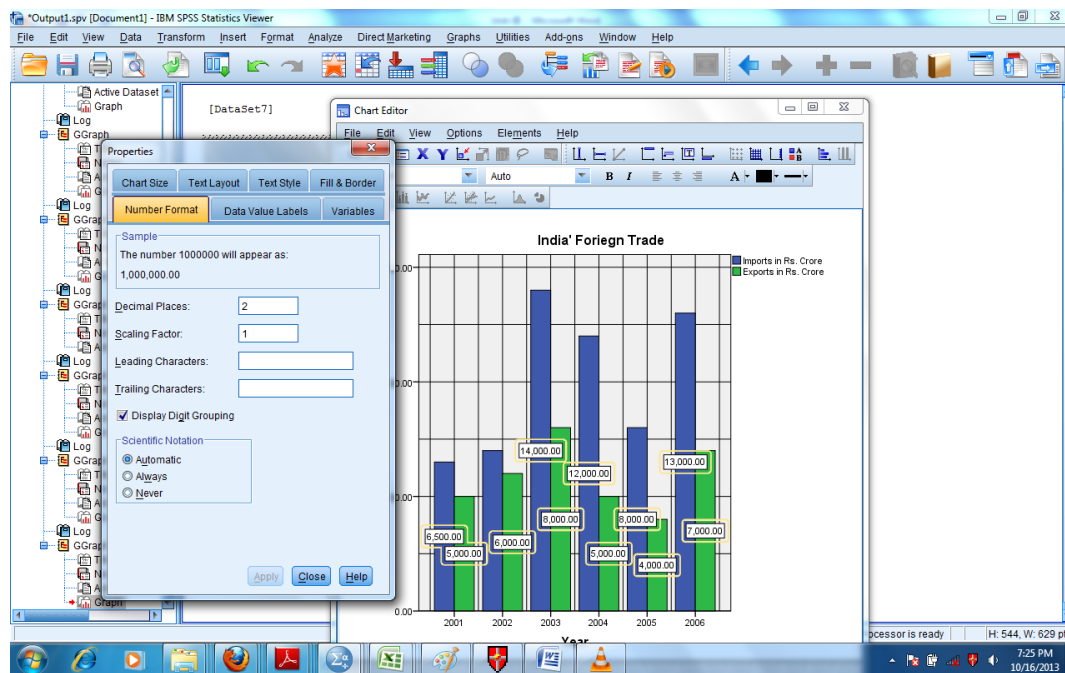 *Output1.spv [Document1] - IBM SPSS Statistics Viewer
File Edit View Data Transform Insert Format Analyze Direct Marketing Graphs Utilities Add-ons Window Help
Active Dataset
Graph
Log
GGraph
Log
Log
Log
Log
Log
Graph
[DataSet7]
Properties
Chart Size Text Layout Text Style Fill & Border
Number Format Data Value Labels Variables
Sample
The number 1000000 will appear as:
1,000,000.00
Decimal Places: 2
Scaling Factor: 1
Leading Characters:
Trailing Characters:
Display Digit Grouping
Scientific Notation
Automatic
Always
Never
Apply Close Help
Chart Editor
File Edit View Options Elements Help
X Y
Auto B I A
India' Foriegn Trade
Imports in Rs. Crore
Exports in Rs. Crore
14,000.00
12,000.00
13,000.00
8,000.00
8,000.00
6,500.00
6,000.00
7,000.00
5,000.00
5,000.00
4,000.00
0.00
2001 2002 2003 2004 2005 2006
Year
H: 544, W: 629 pt
7:25 PM
10/16/2013